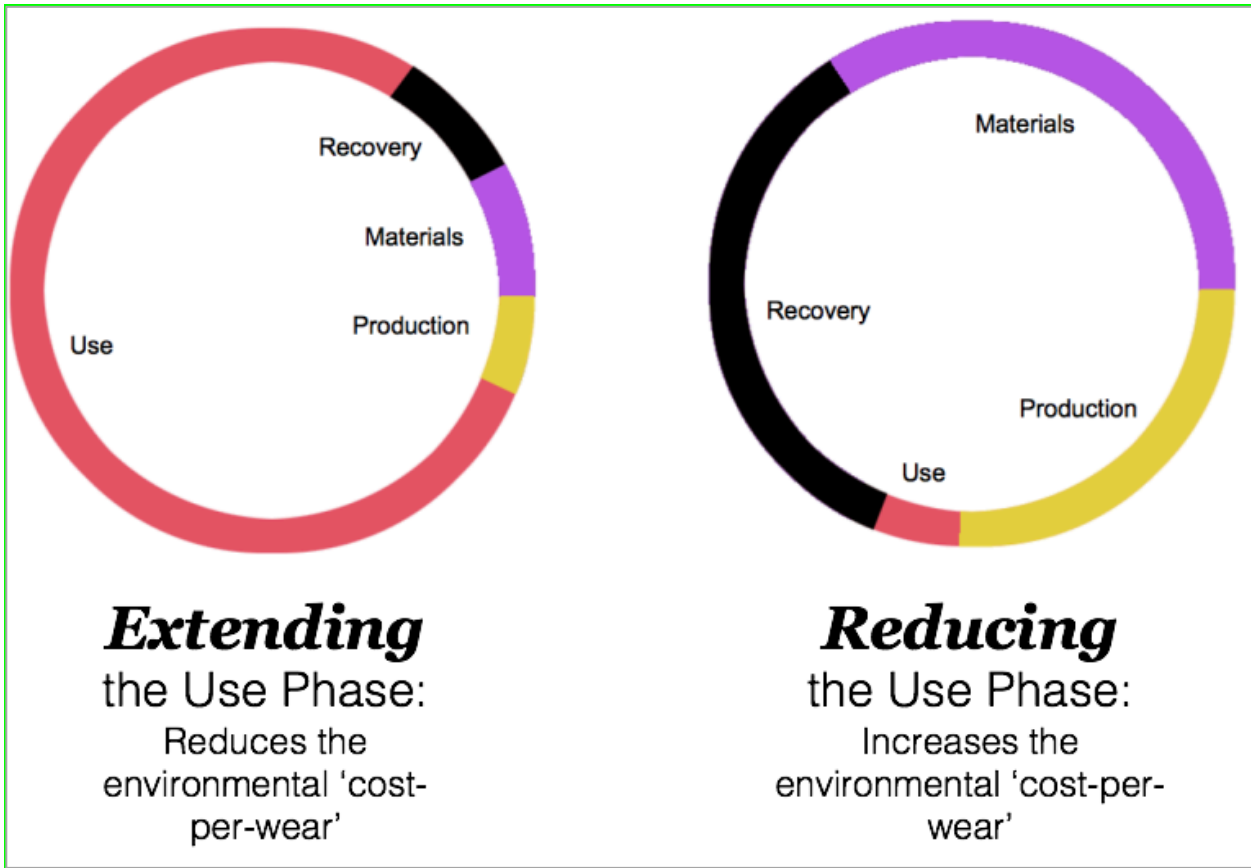 Recovery
Materials
Production
Use
Extending
the Use Phase:
Reduces the
environmental ‘cost-
per-wear’
Materials
Recovery
Production
Use
Reducing
the Use Phase:
Increases the
environmental ‘cost-per-
wear’